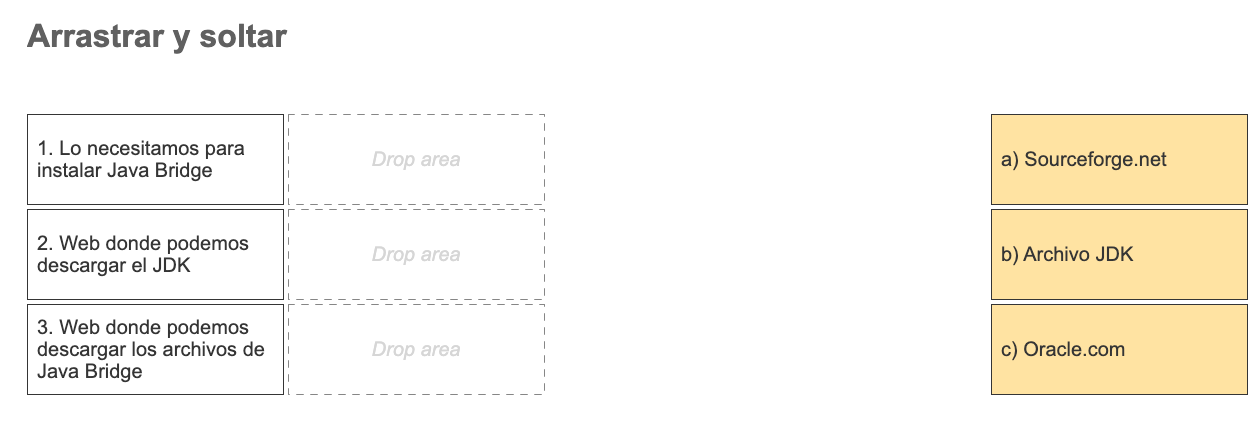 Arrastrar y soltar
1. Lo necesitamos para
instalar Java Bridge
Drop area
a) Sourceforge.net
2. Web donde podemos
descargar el JDK
Drop area
b) Archivo JDK
3. Web donde podemos
descargar los archivos de
Java Bridge
Drop area
c) Oracle.com